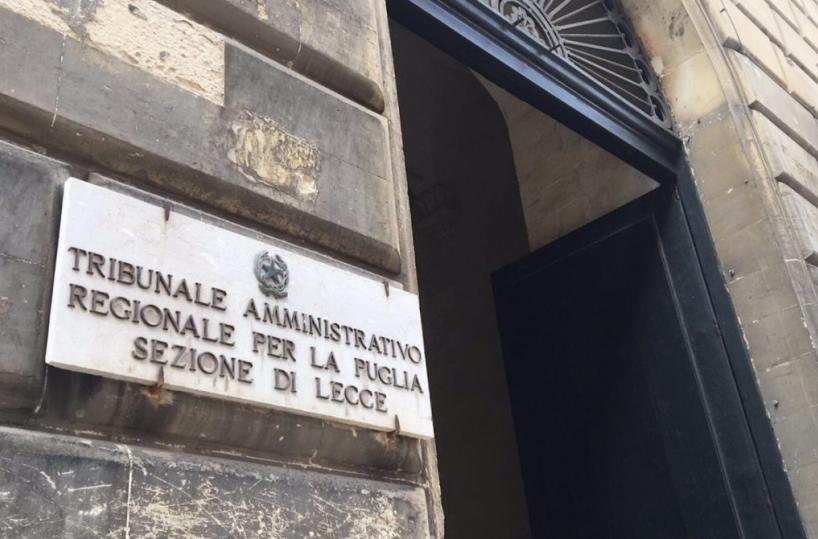 TRIBUNALE AMMINISTRATIVO
REGIONALE PER LA PUGLIA
SEZIONE DI LECCE